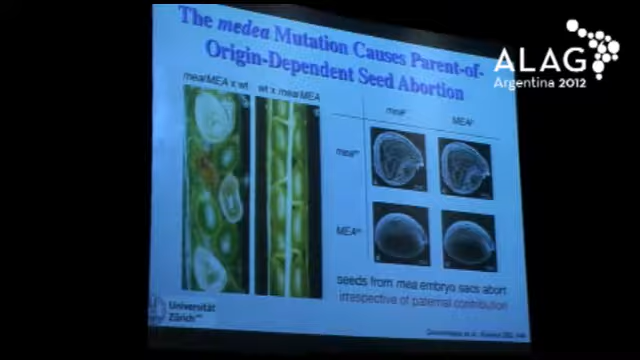 The medea Mutation Causes Parent-of-
Origin-Dependent Seed Abortion
ALAG
Argentina 2012
mea/MEA x wt
wt x mea/MEA
mea
MEA
mea
MEA
seeds from mea embryo sacs abort
irrespective of paternal contribution
Universität
Zürich